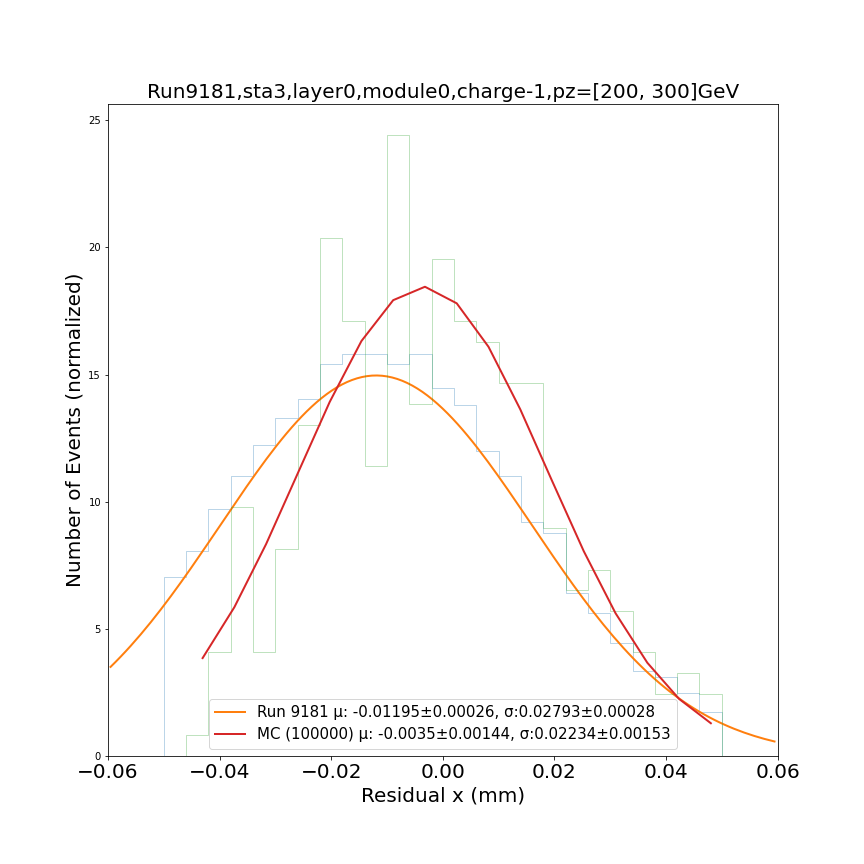 Run9181,sta3,layer0,module0,charge-1,pz=[200, 300]GeV
Number of Events (normalized)
25
20
15
10
5
0
Run 9181 μ: -0.01195±0.00026, σ:0.02793±0.00028
MC (100000) μ: -0.0035±0.00144, σ:0.02234±0.00153
−0.06 −0.04 −0.02 0.00 0.02 0.04 0.06
Residual x (mm)